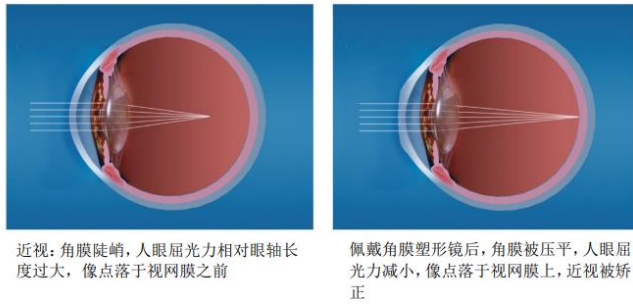 近视：角膜陡峭，人眼屈光力相对眼轴长
度过大，像点落于视网膜之前
佩戴角膜塑形镜后，角膜被压平，人眼屈
光力减小，像点落于视网膜上，近视被矫
正